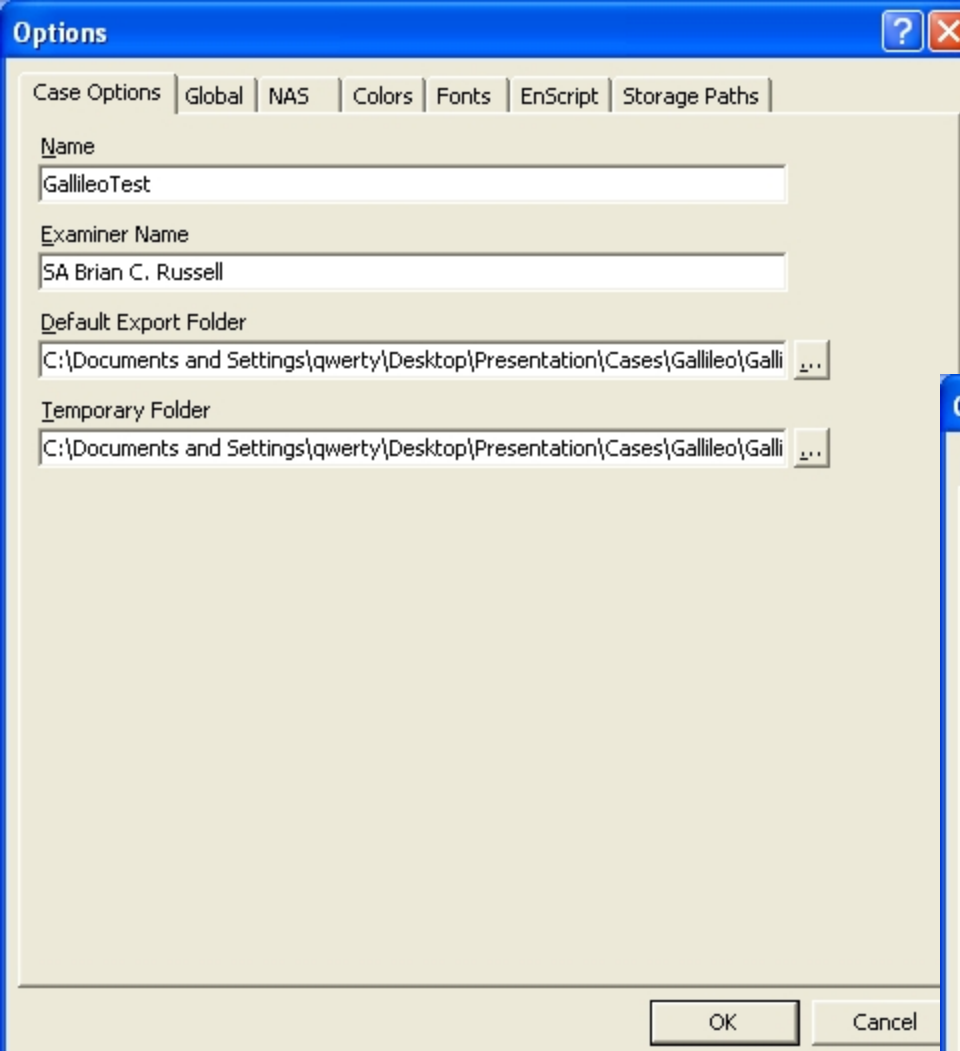 Options
Case Options Global NAS Colors Fonts EnScript Storage Paths
Name
GallileoTest
Examiner Name
SA Brian C. Russell
Default Export Folder
C:\Documents and Settings\qwerty\Desktop\Presentation\Cases\Gallileo\Galli ...
Temporary Folder
C:\Documents and Settings\qwerty\Desktop\Presentation\Cases\Gallileo\Galli ...
OK Cancel